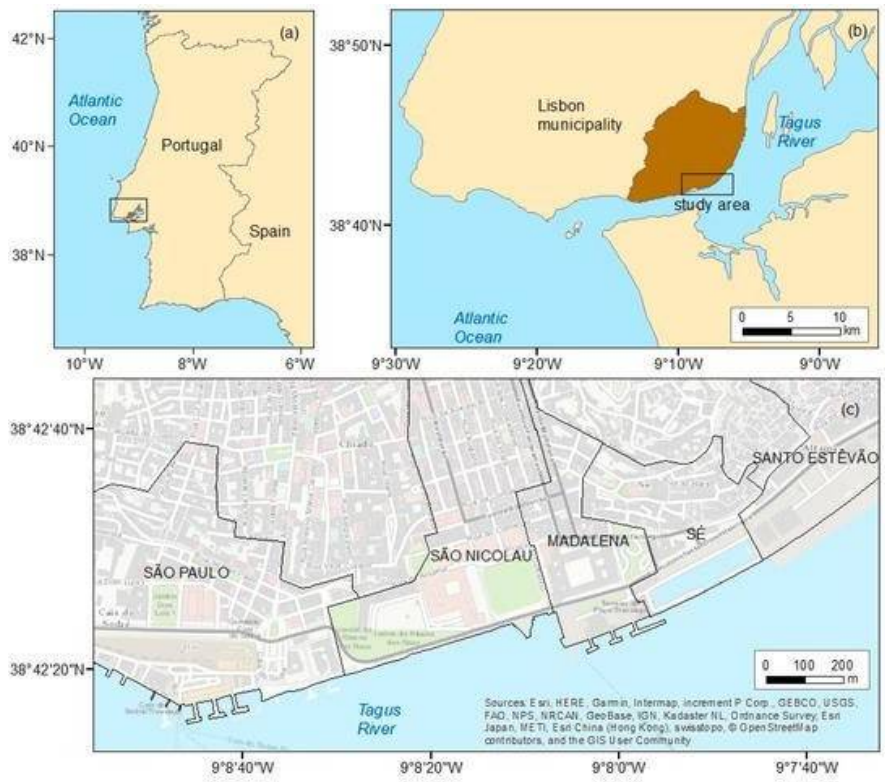 (a)
42°N
40°N
38°N
Atlantic
Ocean
Portugal
Spain
10°W
8°W
6°W
(b)
38°50'N
38°40'N
Lisbon
municipality
Tagus
River
study area
Atlantic
Ocean
0 5 10
km
9°30'W
9°20'W
9°10'W
9°0'W
(c)
38°42'40"N
38°42'20"N
Chiado
SANTO ESTÊVÃO
SÉ
MADALENA
SÃO NICOLAU
SÃO PAULO
Cais do
Sodré
0 100 200
m
Tagus
River
Sources: Esri, HERE, Garmin, Intermap, increment P Corp., GEBCO, USGS,
FAO, NPS, NRCAN, GeoBase, IGN, Kadaster NL, Ordnance Survey, Esri
Japan, METI, Esri China (Hong Kong), swisstopo, © OpenStreetMap
contributors, and the GIS User Community
9°8'40"W
9°8'20"W
9°8'0"W
9°7'40"W